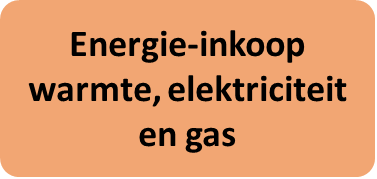 Energie-inkoop
warmte, elektriciteit
en gas